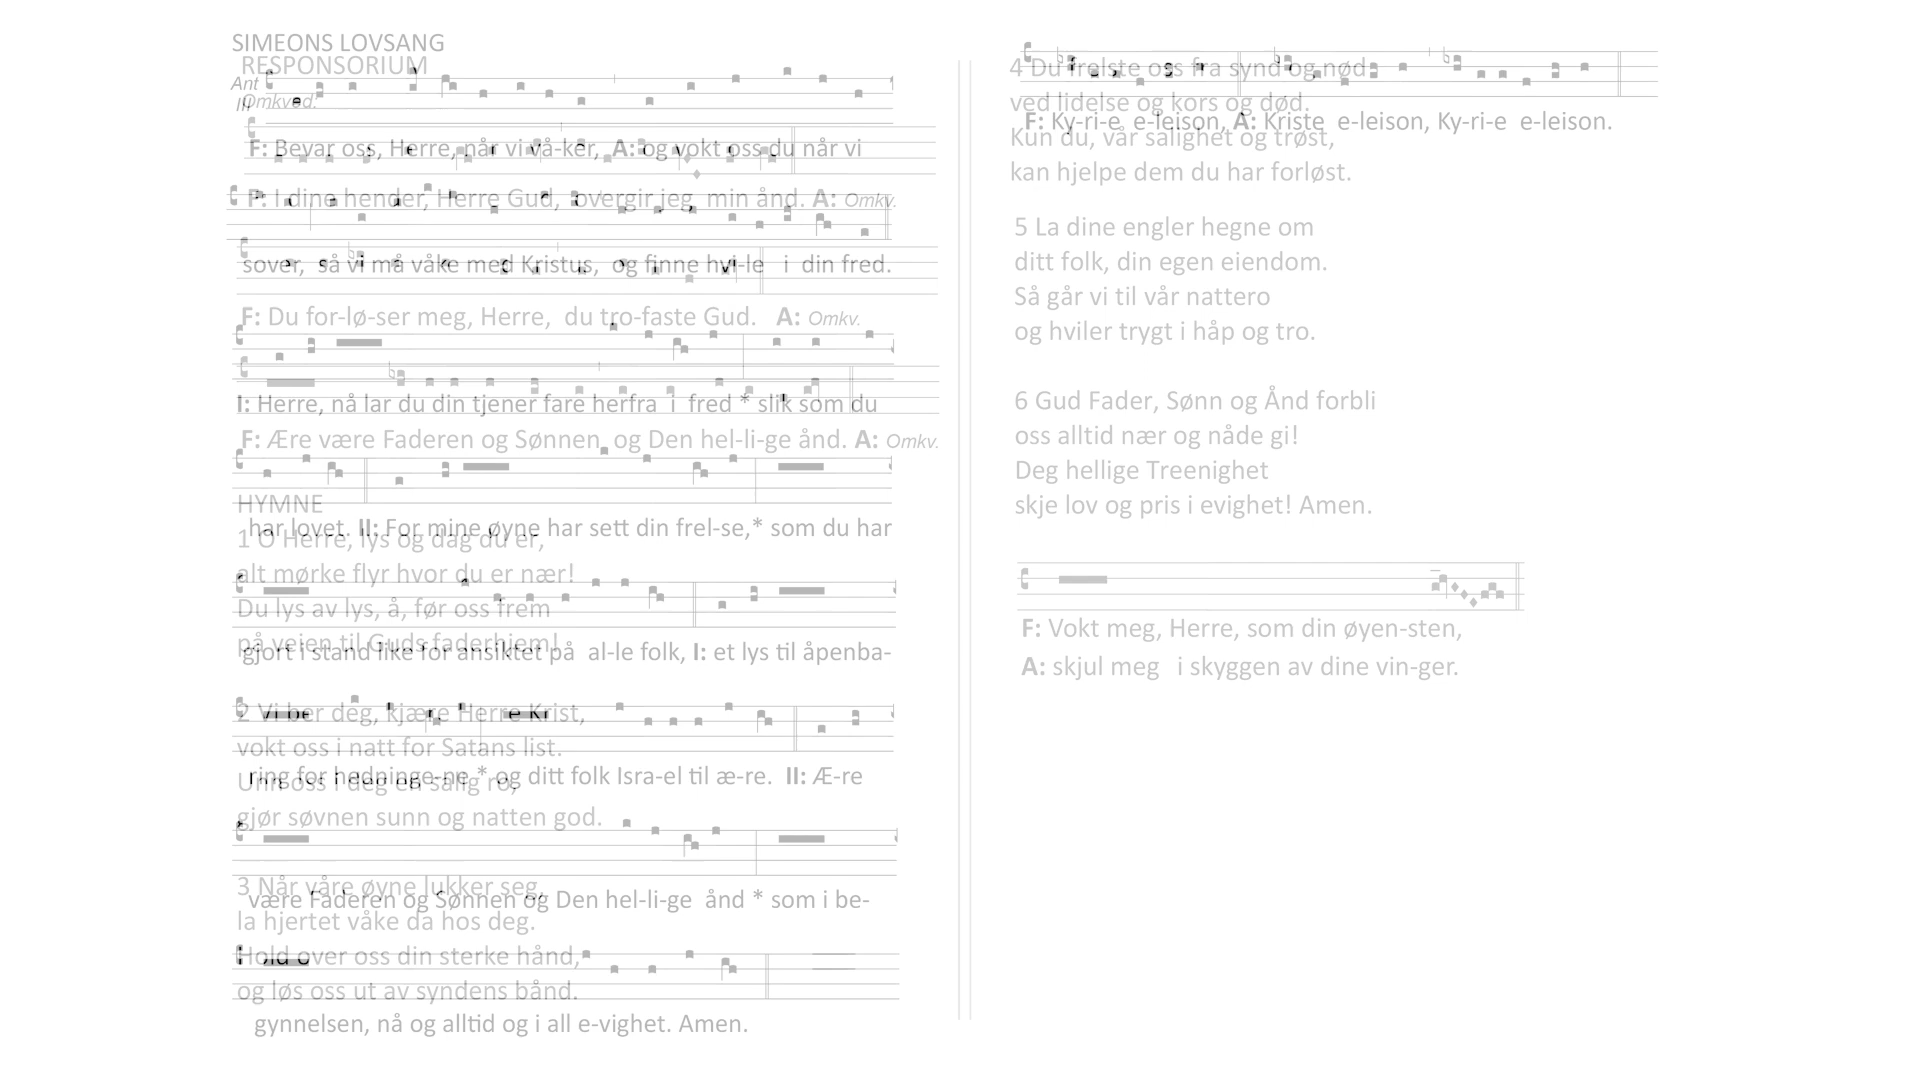 SIMEONS LOVSANG
Ant
III
F: Bevar oss, Herre, når vi vå-ker, A: og vokt oss du når vi
sover, så vi må våke med Kristus, og finne hvi-le i din fred.
I: Herre, nå lar du din tjener fare herfra i fred * slik som du
har lovet. II: For mine øyne har sett din frel-se,* som du har
gjort i stand like for ansiktet på al-le folk, I: et lys til åpenba-
ring for hedninge-ne * og ditt folk Isra-el til æ-re. II: Æ-re
være Faderen og Sønnen og Den hel-li-ge ånd * som i be-
gynnelsen, nå og alltid og i all e-vighet. Amen.
F: Ky-ri-e e-leison, A: Kriste e-leison, Ky-ri-e e-leison.
RESPONSORIUM
Omkved:
F: I dine hender, Herre Gud, overgir jeg min ånd. A: Omkv.
F: Du for-lø-ser meg, Herre, du tro-faste Gud. A: Omkv.
F: Ære være Faderen og Sønnen og Den hel-li-ge ånd. A: Omkv.
HYMNE
1 O Herre, lys og dag du er,
alt mørke flyr hvor du er nær!
Du lys av lys, å, før oss frem
på veien til Guds faderhjem!
2 Vi ber deg, kjære Herre Krist,
vokt oss i natt for Satans list.
Unn oss i deg en salig ro,
gjør søvnen sunn og natten god.
3 Når våre øyne lukker seg,
la hjertet våke da hos deg.
Hold over oss din sterke hånd,
og løs oss ut av syndens bånd.
4 Du frelste oss fra synd og nød
ved lidelse og kors og død.
Kun du, vår salighet og trøst,
kan hjelpe dem du har forløst.
5 La dine engler hegne om
ditt folk, din egen eiendom.
Så går vi til vår nattero
og hviler trygt i håp og tro.
6 Gud Fader, Sønn og Ånd forbli
oss alltid nær og nåde gi!
Deg hellige Treenighet
skje lov og pris i evighet! Amen.
F: Vokt meg, Herre, som din øyen-sten,
A: skjul meg i skyggen av dine vin-ger.